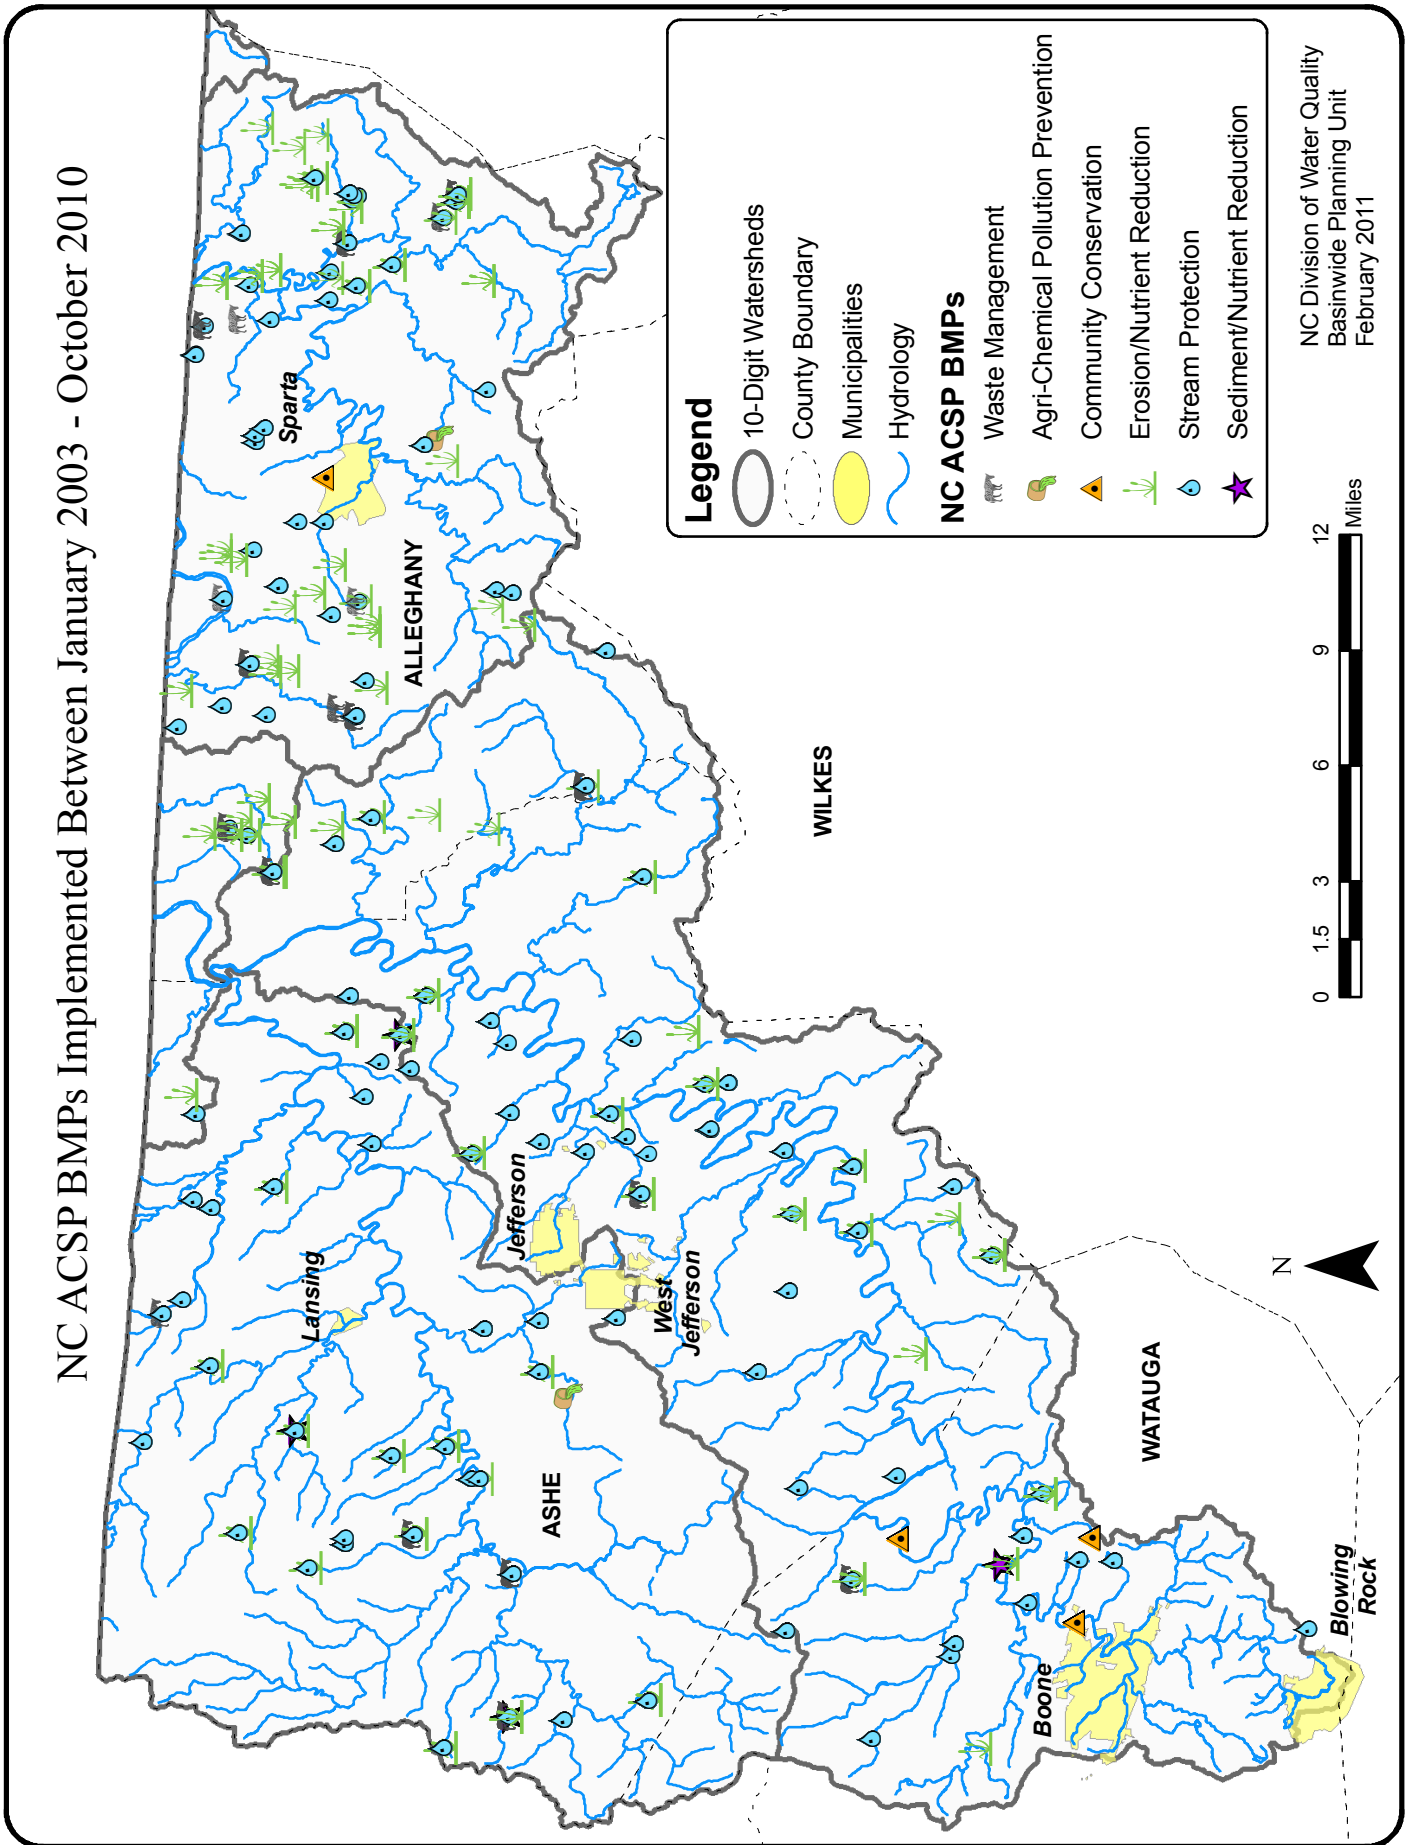 NC ACSP BMPs Implemented Between January 2003 - October 2010
Sparta
ALLEGHANY
Lansing
Jefferson
West
Jefferson
ASHE
WILKES
WATAUGA
Boone
Blowing
Rock
Legend
10-Digit Watersheds
County Boundary
Municipalities
Hydrology
NC ACSP BMPs
Waste Management
Agri-Chemical Pollution Prevention
Community Conservation
Erosion/Nutrient Reduction
Stream Protection
Sediment/Nutrient Reduction
N
0 1.5 3 6 9 12
Miles
NC Division of Water Quality
Basinwide Planning Unit
February 2011